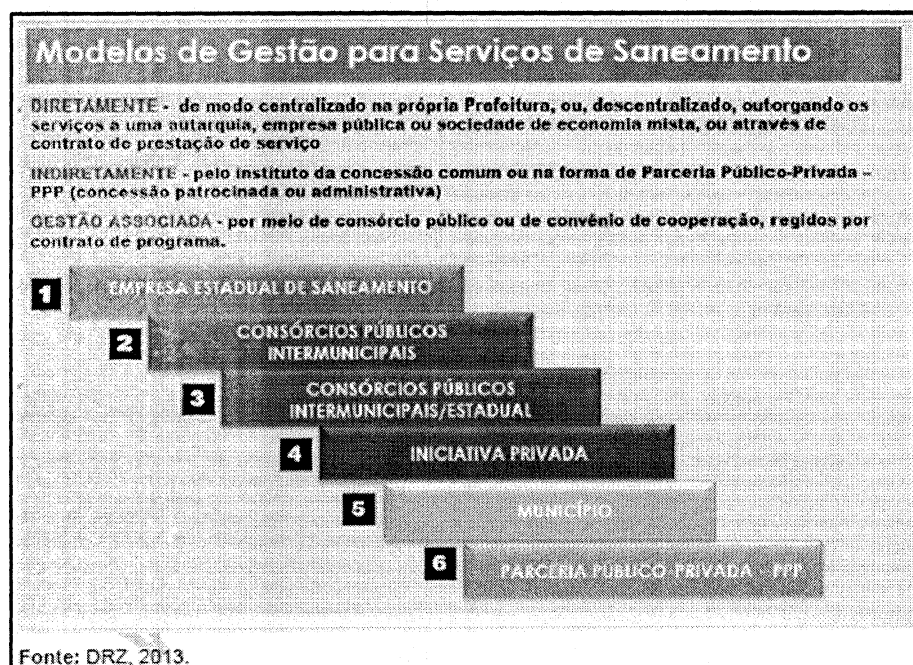 Modelos de Gestão para Serviços de Saneamento
DIRETAMENTE - de modo centralizado na própria Prefeitura, ou, descentralizado, outorgando os
serviços a uma autarquia, empresa pública ou sociedade de economia mista, ou através de
contrato de prestação de serviço
INDIRETAMENTE - pelo instituto da concessão comum ou na forma de Parceria Público-Privada –
PPP (concessão patrocinada ou administrativa)
GESTÃO ASSOCIADA - por meio de consórcio público ou de convênio de cooperação, regidos por
contrato de programa.
1 EMPRESA ESTADUAL DE SANEAMENTO
2 CONSÓRCIOS PÚBLICOS
INTERMUNICIPAIS
3 CONSÓRCIOS PÚBLICOS
INTERMUNICIPAIS/ESTADUAL
4 INICIATIVA PRIVADA
5 MUNICÍPIO
6 PARCERIA PÚBLICO PRIVADA - PPP
Fonte: DRZ, 2013.